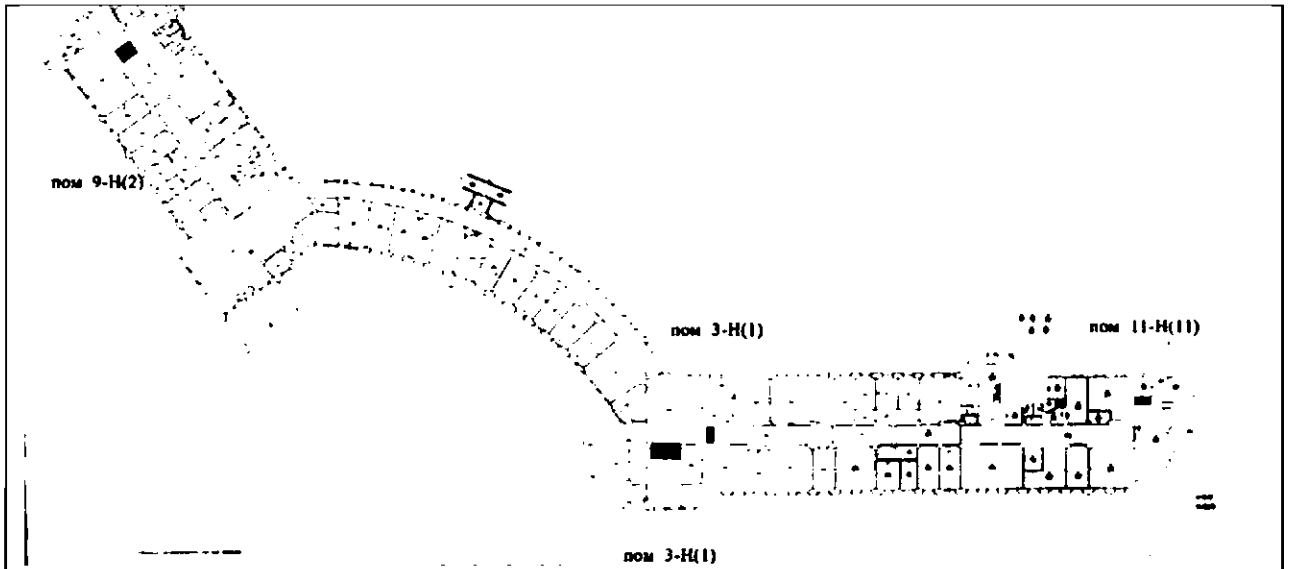 пом 9-Н(2)
пом 3-Н(1)
пом 11-Н(11)
пом 3-Н(1)